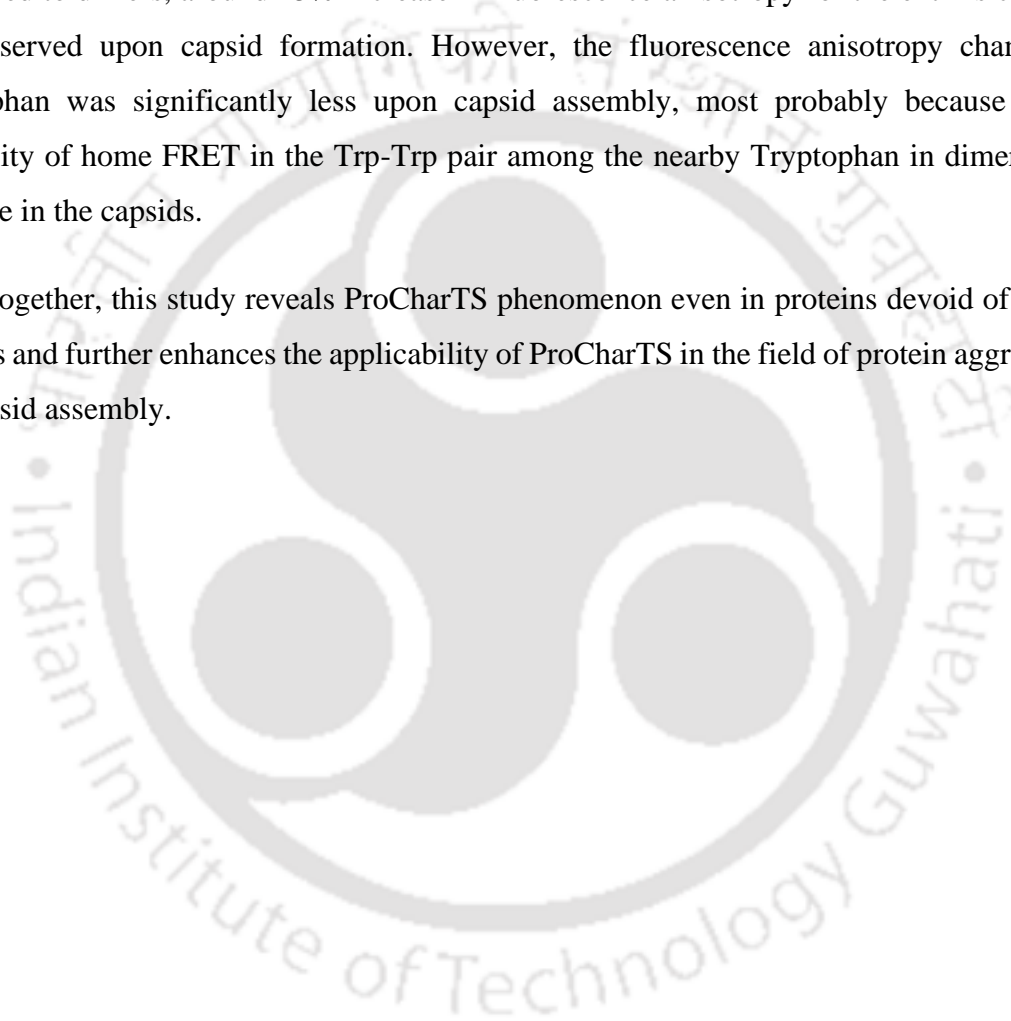 served upon capsid formation. However, the fluorescence anisotropy chan
phan was significantly less upon capsid assembly, most probably because
ity of home FRET in the Trp-Trp pair among the nearby Tryptophan in dime
e in the capsids.
ogether, this study reveals ProCharTS phenomenon even in proteins devoid of
s and further enhances the applicability of ProCharTS in the field of protein aggr
sid assembly.
Indian Institute of Technology Guwahati